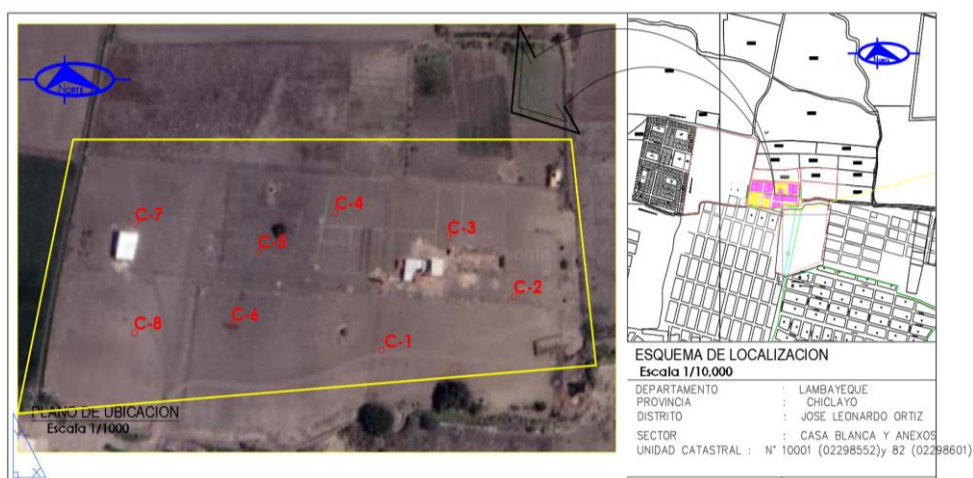 NORTE
C-4
C-7
C-3
C-5
C-2
C-6
C-8
C-1
PLANO DE UBICACION
Escala 1/1000
ESQUEMA DE LOCALIZACION
Escala 1/10,000
DEPARTAMENTO : LAMBAYEQUE
PROVINCIA : CHICLAYO
DISTRITO : JOSE LEONARDO ORTIZ
SECTOR : CASA BLANCA Y ANEXOS
UNIDAD CATASTRAL : N° 10001 (02298552)y 82 (02298601)
Y
X